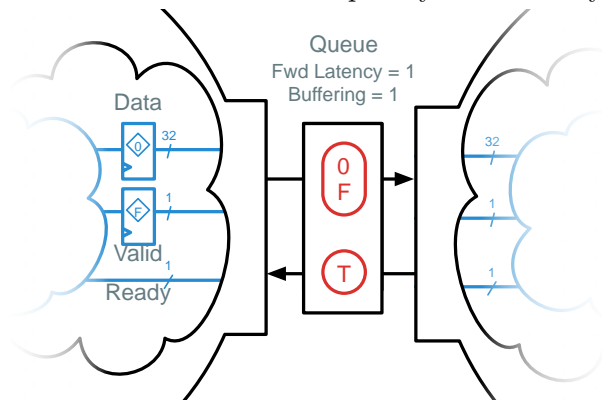 Queue
Fwd Latency = 1
Buffering = 1
Data
0
32
F
1
Valid
1
Ready
0
F
T
32
1
1